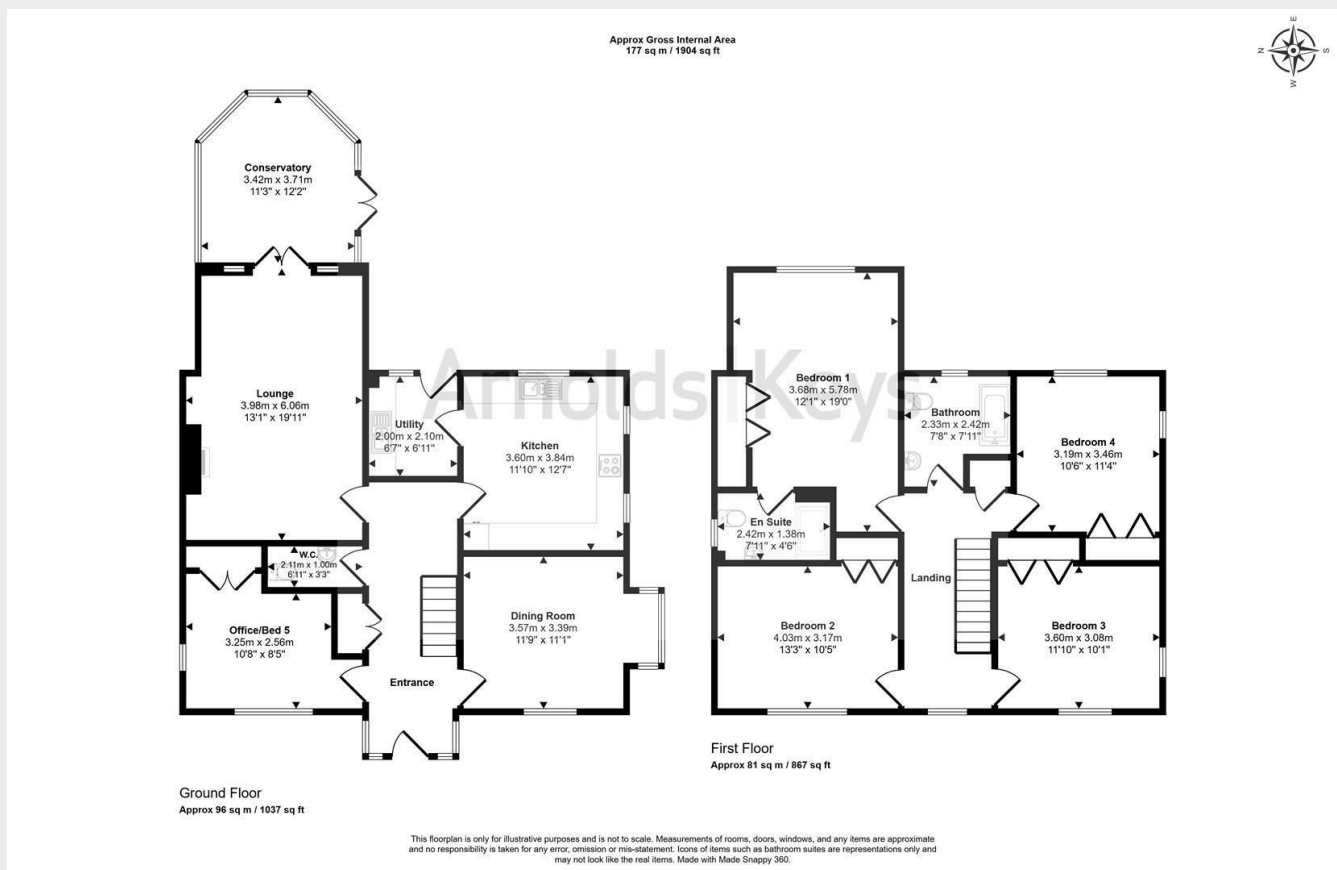 Approx Gross Internal Area
177 sq m / 1904 sq ft
E
N
S
W
Conservatory
3.42m x 3.71m
11'3" x 12'2"
Lounge
3.98m x 6.06m
13'1" x 19'11"
Utility
2.00m x 2.10m
6'7" x 6'11"
Kitchen
3.60m x 3.84m
11'10" x 12'7"
W.C.
2.11m x 1.00m
6'11" x 3'3"
Office/Bed 5
3.25m x 2.56m
10'8" x 8'5"
Dining Room
3.57m x 3.39m
11'9" x 11'1"
Entrance
Ground Floor
Approx 96 sq m / 1037 sq ft
Arnolds|Keys
Bedroom 1
3.68m x 5.78m
12'1" x 19'0"
Bathroom
2.33m x 2.42m
7'8" x 7'11"
Bedroom 4
3.19m x 3.46m
10'6" x 11'4"
En Suite
2.42m x 1.38m
7'11" x 4'6"
Landing
Bedroom 2
4.03m x 3.17m
13'3" x 10'5"
Bedroom 3
3.60m x 3.08m
11'10" x 10'1"
First Floor
Approx 81 sq m / 867 sq ft
This floorplan is only for illustrative purposes and is not to scale. Measurements of rooms, doors, windows, and any items are approximate
and no responsibility is taken for any error, omission or mis-statement. Icons of items such as bathroom suites are representations only and
may not look like the real items. Made with Made Snappy 360.